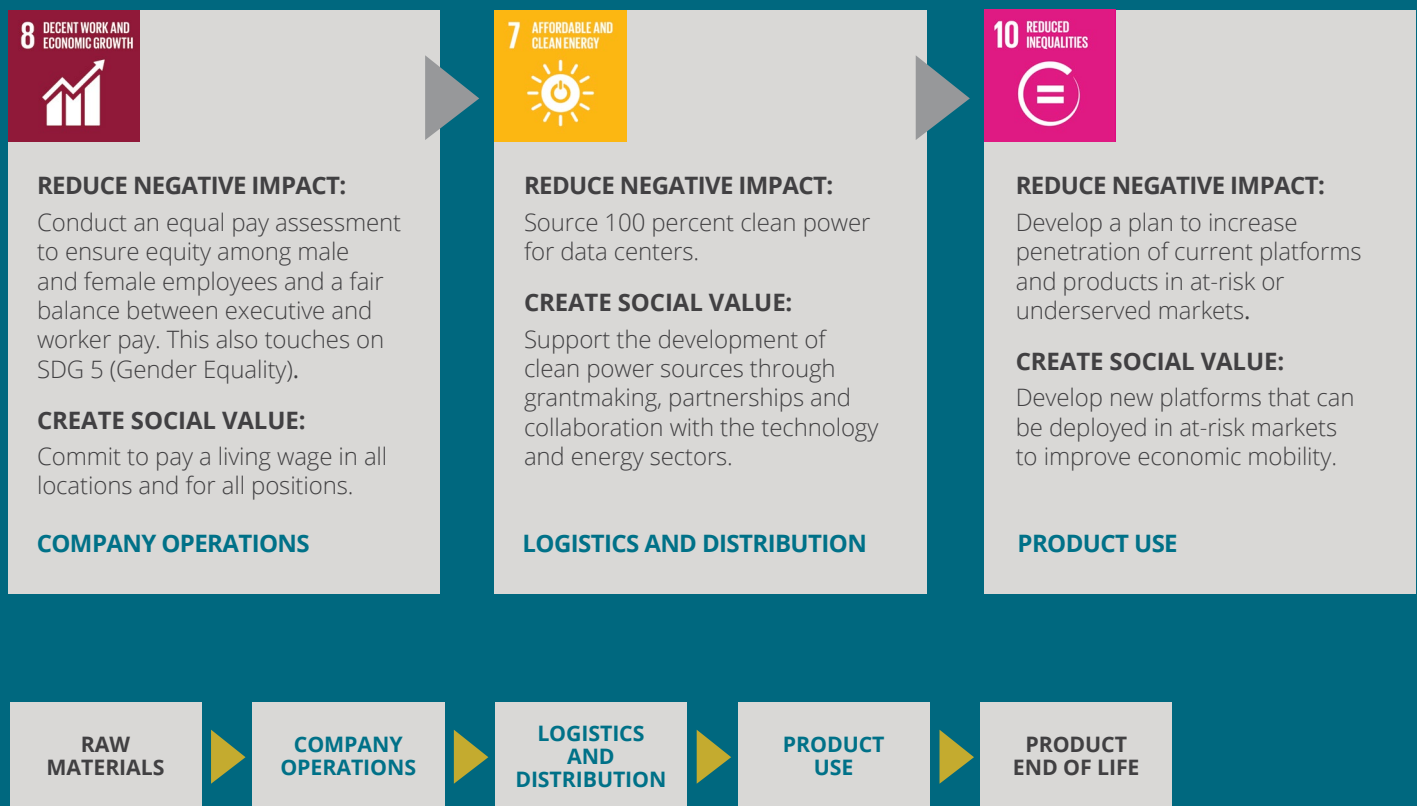 8 DECENT WORK AND
ECONOMIC GROWTH
REDUCE NEGATIVE IMPACT:
Conduct an equal pay assessment
to ensure equity among male
and female employees and a fair
balance between executive and
worker pay. This also touches on
SDG 5 (Gender Equality).
CREATE SOCIAL VALUE:
Commit to pay a living wage in all
locations and for all positions.
COMPANY OPERATIONS
7 AFFORDABLE AND
CLEAN ENERGY
REDUCE NEGATIVE IMPACT:
Source 100 percent clean power
for data centers.
CREATE SOCIAL VALUE:
Support the development of
clean power sources through
grantmaking, partnerships and
collaboration with the technology
and energy sectors.
LOGISTICS AND DISTRIBUTION
10 REDUCED
INEQUALITIES
REDUCE NEGATIVE IMPACT:
Develop a plan to increase
penetration of current platforms
and products in at-risk or
underserved markets.
CREATE SOCIAL VALUE:
Develop new platforms that can
be deployed in at-risk markets
to improve economic mobility.
PRODUCT USE
RAW
MATERIALS
COMPANY
OPERATIONS
LOGISTICS
AND
DISTRIBUTION
PRODUCT
USE
PRODUCT
END OF LIFE